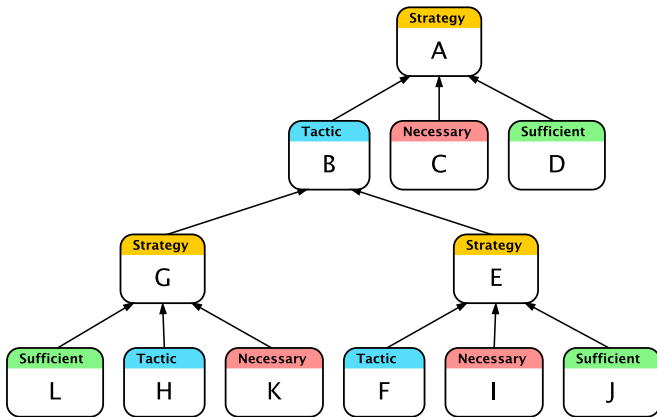 Strategy
A
Tactic
B
Necessary
C
Sufficient
D
Strategy
G
Strategy
E
Sufficient
L
Tactic
H
Necessary
K
Tactic
F
Necessary
I
Sufficient
J